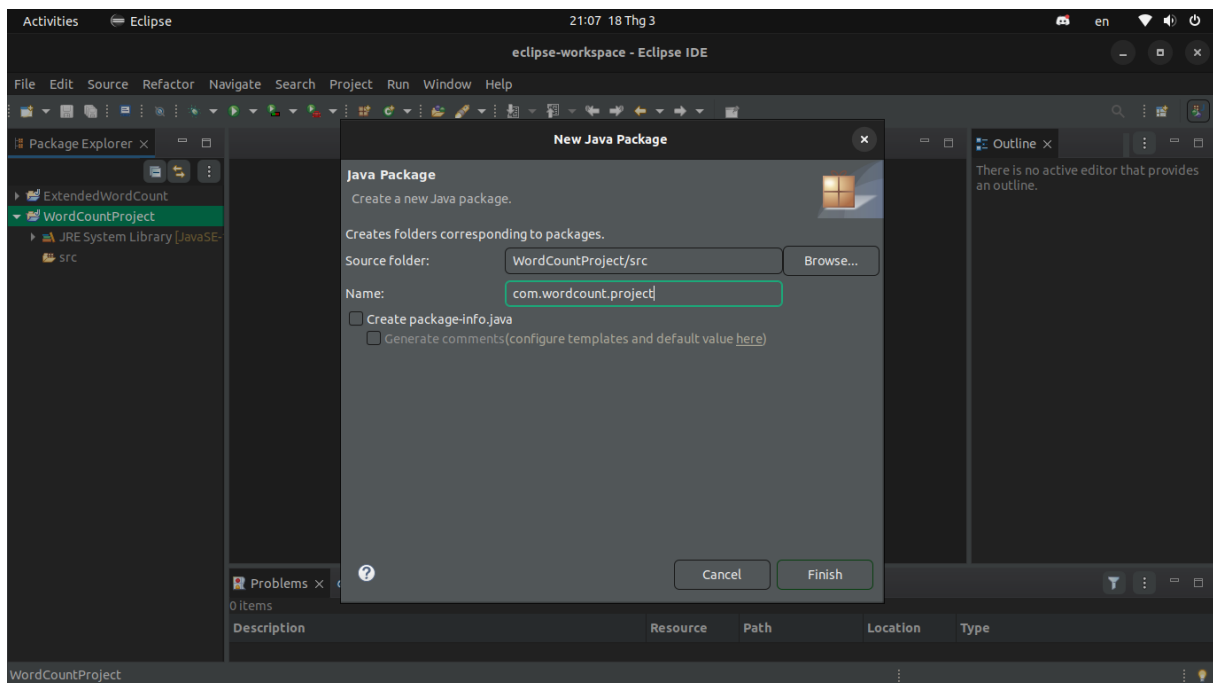 Activities Eclipse 21:07 18 Thg 3 en
eclipse-workspace - Eclipse IDE
File Edit Source Refactor Navigate Search Project Run Window Help
Package Explorer
ExtendedWordCount
WordCountProject
JRE System Library [JavaSE-
src
New Java Package
Java Package
Create a new Java package.
Creates folders corresponding to packages.
Source folder: WordCountProject/src Browse...
Name: com.wordcount.project
Create package-info.java
Generate comments(configure templates and default value here)
Cancel Finish
Outline
There is no active editor that provides
an outline.
Problems
0 items
Description Resource Path Location Type
WordCountProject